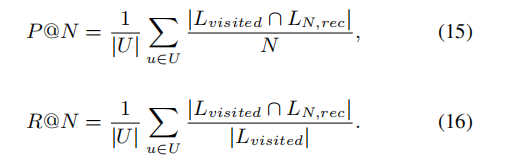 P@N = \frac{1}{|U|} \sum_{u \in U} \frac{|L_{visited} \cap L_{N,rec}|}{N}, (15)
R@N = \frac{1}{|U|} \sum_{u \in U} \frac{|L_{visited} \cap L_{N,rec}|}{|L_{visited}|}. (16)